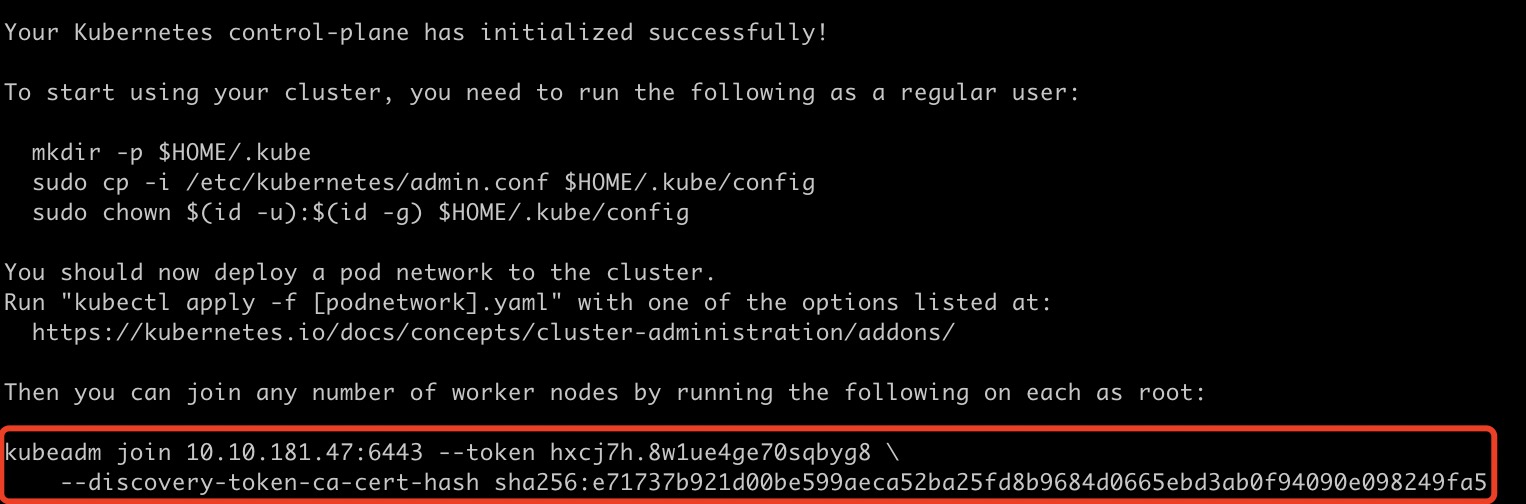 Your Kubernetes control-plane has initialized successfully!
To start using your cluster, you need to run the following as a regular user:
mkdir -p $HOME/.kube
sudo cp -i /etc/kubernetes/admin.conf $HOME/.kube/config
sudo chown $(id -u):$(id -g) $HOME/.kube/config
You should now deploy a pod network to the cluster.
Run "kubectl apply -f [podnetwork].yaml" with one of the options listed at:
https://kubernetes.io/docs/concepts/cluster-administration/addons/
Then you can join any number of worker nodes by running the following on each as root:
kubeadm join 10.10.181.47:6443 --token hxcj7h.8w1ue4ge70sqbyg8 \
--discovery-token-ca-cert-hash sha256:e71737b921d00be599aeca52ba25fd8b9684d0665ebd3ab0f94090e098249fa5